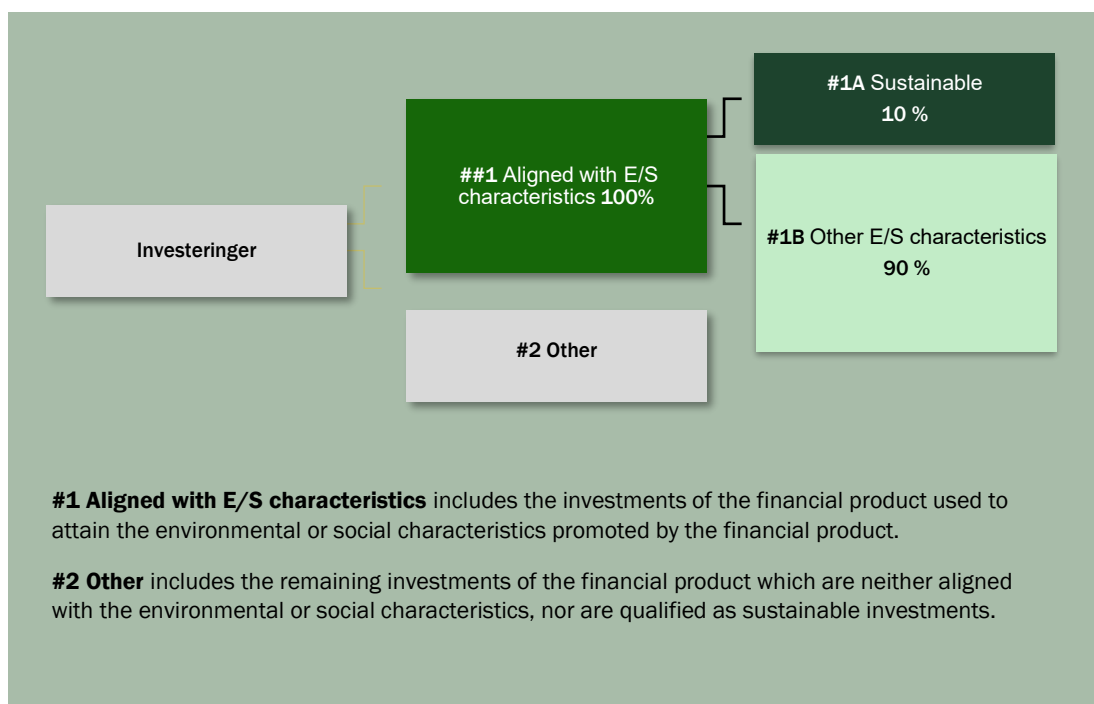 #1A Sustainable
10 %
##1 Aligned with E/S
characteristics 100%
Investeringer
#1B Other E/S characteristics
90 %
#2 Other
#1 Aligned with E/S characteristics includes the investments of the financial product used to
attain the environmental or social characteristics promoted by the financial product.
#2 Other includes the remaining investments of the financial product which are neither aligned
with the environmental or social characteristics, nor are qualified as sustainable investments.